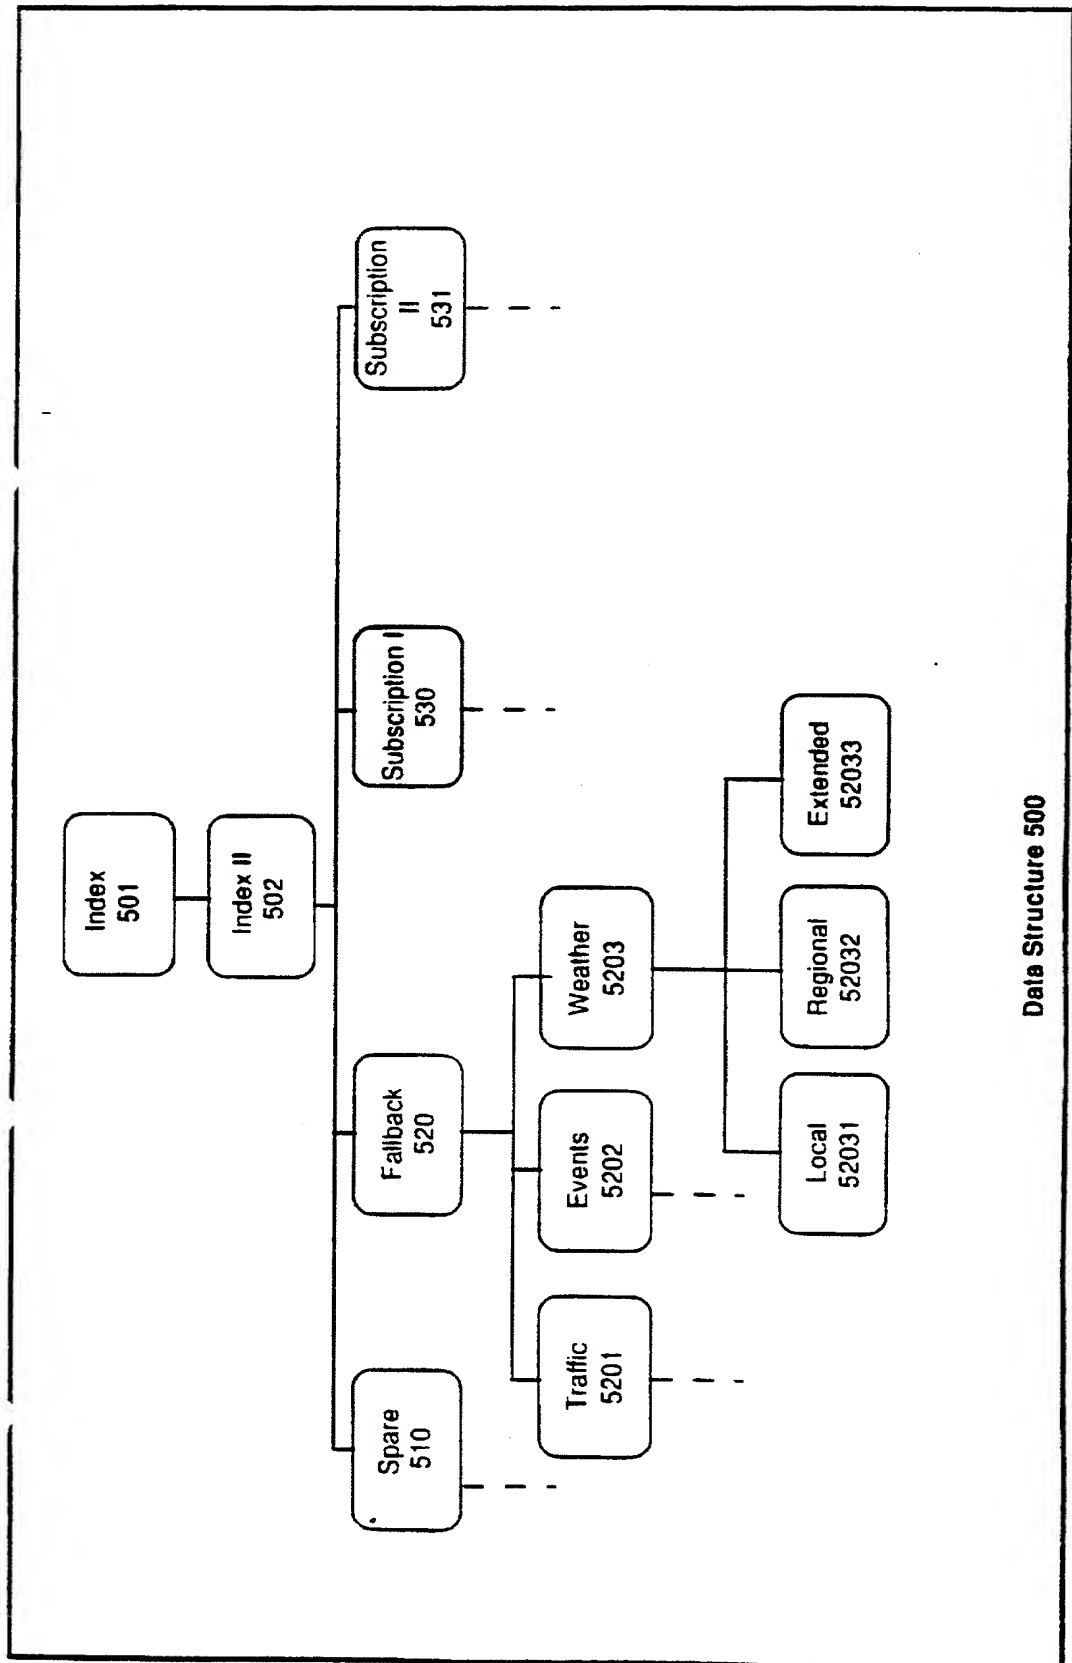 Index
501
Index II
502
Spare
510
Fallback
520
Subscription I
530
Subscription
II
531
Traffic
5201
Events
5202
Weather
5203
Local
52031
Regional
52032
Extended
52033
Data Structure 500